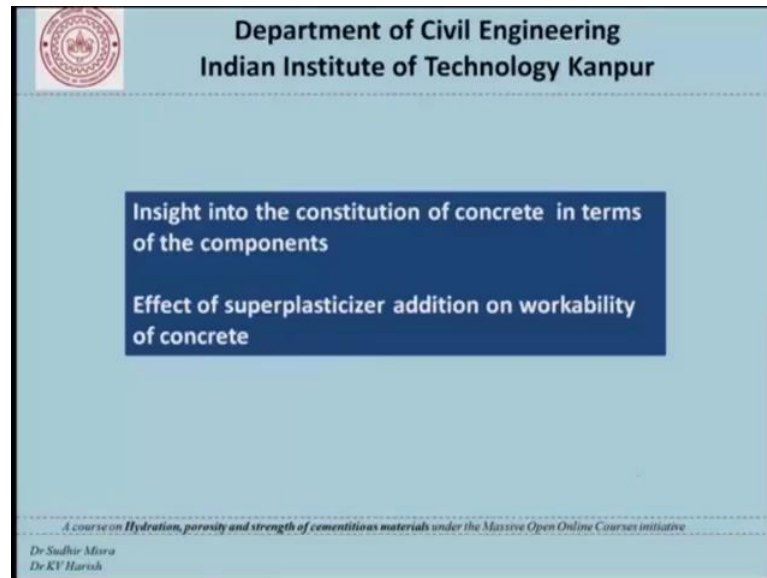 Department of Civil Engineering
Indian Institute of Technology Kanpur
Insight into the constitution of concrete in terms
of the components
Effect of superplasticizer addition on workability
of concrete
A course on Hydration, porosity and strength of cementitious materials under the Massive Open Online Courses initiative
Dr Sudhir Misra
Dr KV Harish